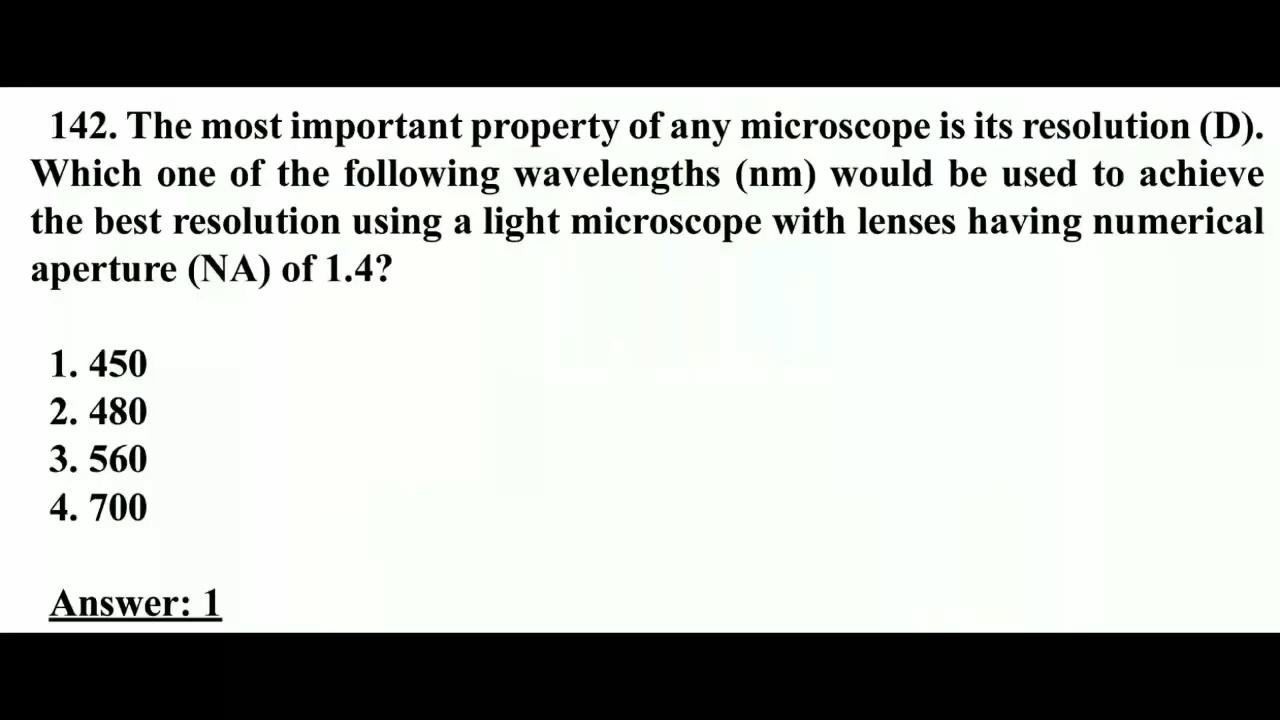 142. The most important property of any microscope is its resolution (D).
Which one of the following wavelengths (nm) would be used to achieve
the best resolution using a light microscope with lenses having numerical
aperture (NA) of 1.4?
1. 450
2. 480
3. 560
4. 700
Answer: 1